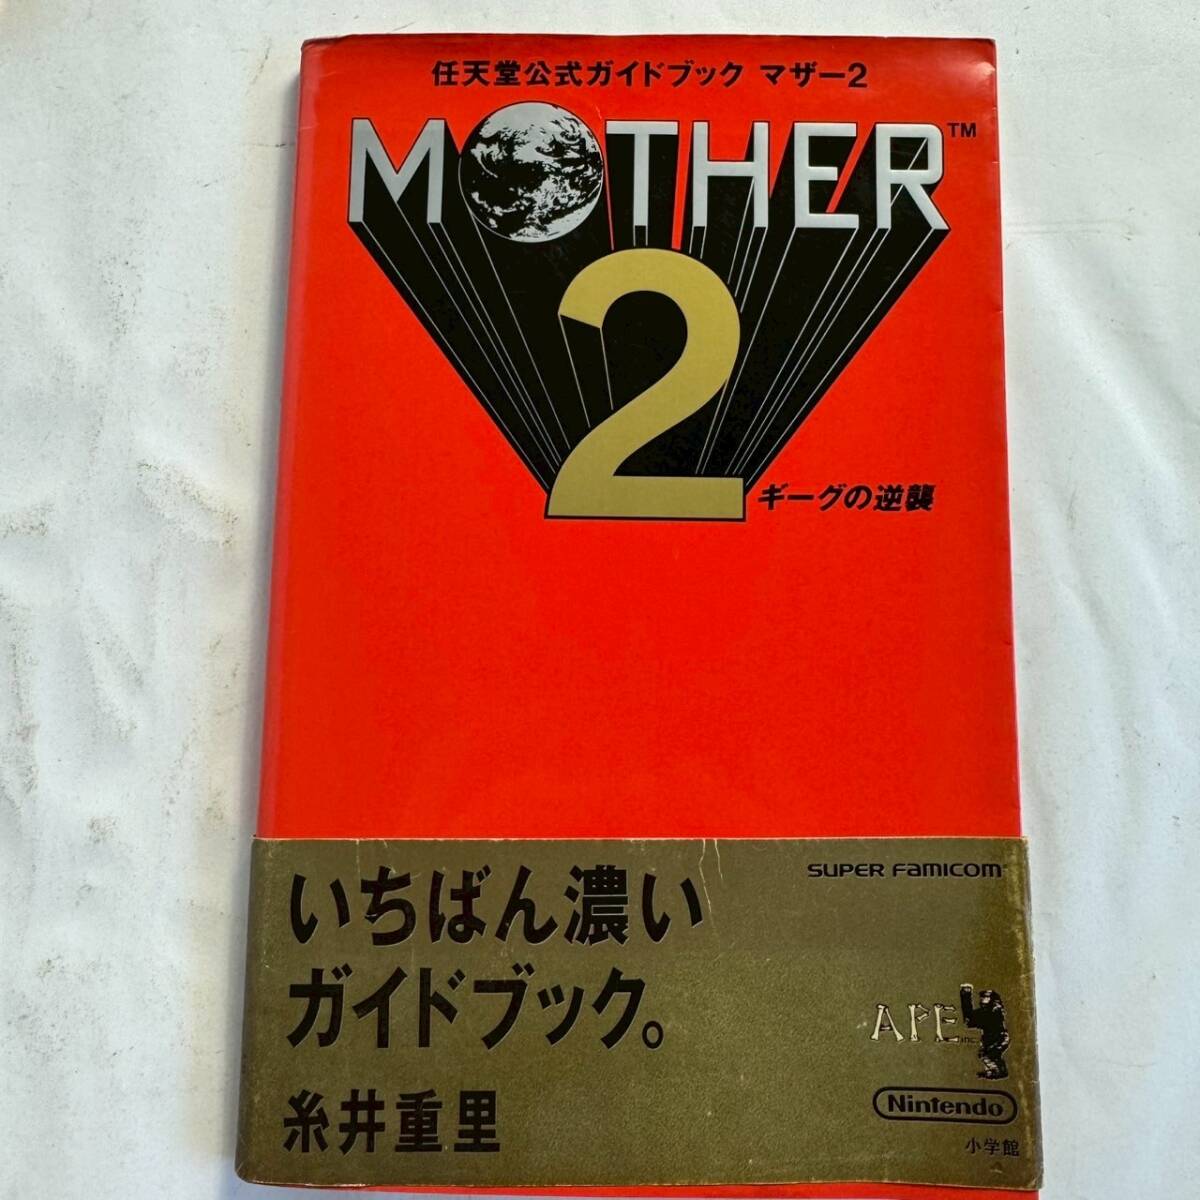 任天堂公式ガイドブック マザー2
MOTHER™
2
ギーグの逆襲
いちばん濃い
ガイドブック。
糸井重里
SUPER FAMICOM
APE inc.
Nintendo
小学館